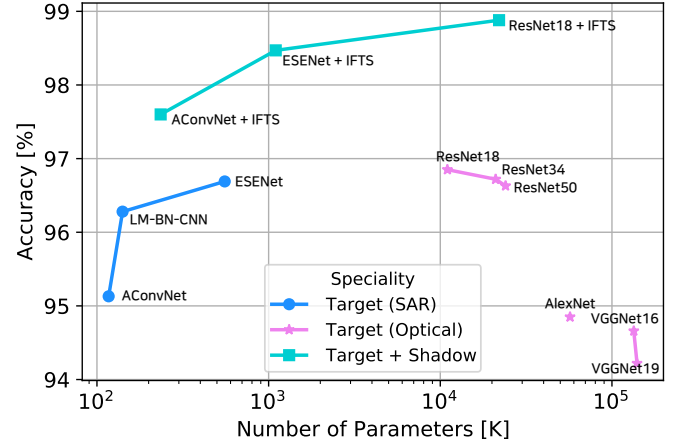 99
ResNet18 + IFTS
ESENet + IFTS
98
AConvNet + IFTS
97
ResNet18
ResNet34
ESENet
ResNet50
LM-BN-CNN
96
Accuracy [%]
Speciality
AConvNet
Target (SAR)
AlexNet
95
Target (Optical)
VGGNet16
Target + Shadow
VGGNet19
94
10²
10³
10⁴
10⁵
Number of Parameters [K]